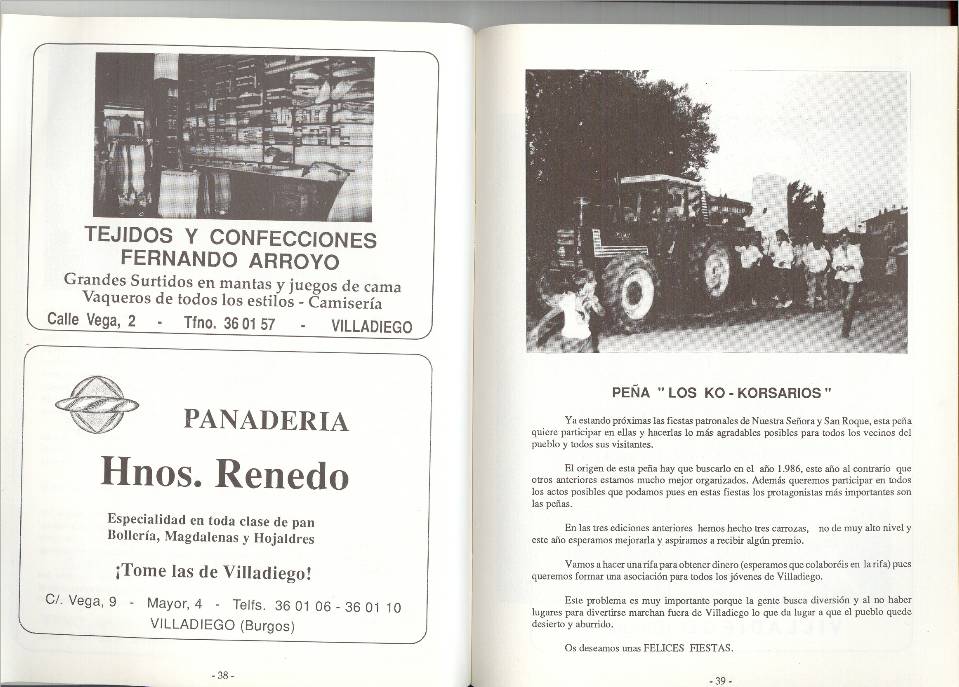 TEJIDOS Y CONFECCIONES
FERNANDO ARROYO
Grandes Surtidos en mantas y juegos de cama
Vaqueros de todos los estilos - Camisería
Calle Vega, 2 - Tfno. 36 01 57 - VILLADIEGO
PANADERIA
Hnos. Renedo
Especialidad en toda clase de pan
Bollería, Magdalenas y Hojaldres
¡Tome las de Villadiego!
C/. Vega, 9 - Mayor, 4 - Telfs. 36 01 06 - 36 01 10
VILLADIEGO (Burgos)
- 38 -
PEÑA " LOS KO - KORSARIOS "
Ya estando próximas las fiestas patronales de Nuestra Señora y San Roque, esta peña
quiere participar en ellas y hacerlas lo más agradables posibles para todos los vecinos del
pueblo y todos sus visitantes.
El origen de esta peña hay que buscarlo en el año 1.986, este año al contrario que
otros anteriores estamos mucho mejor organizados. Además queremos participar en todos
los actos posibles que podamos pues en estas fiestas los protagonistas más importantes son
las peñas.
En las tres ediciones anteriores hemos hecho tres carrozas, no de muy alto nivel y
este año esperamos mejorarla y aspiramos a recibir algún premio.
Vamos a hacer una rifa para obtener dinero (esperamos que colaboréis en la rifa) pues
queremos formar una asociación para todos los jóvenes de Villadiego.
Este problema es muy importante porque la gente busca diversión y al no haber
lugares para divertirse marchan fuera de Villadiego lo que da lugar a que el pueblo quede
desierto y aburrido.
Os deseamos unas FELICES FIESTAS.
- 39 -